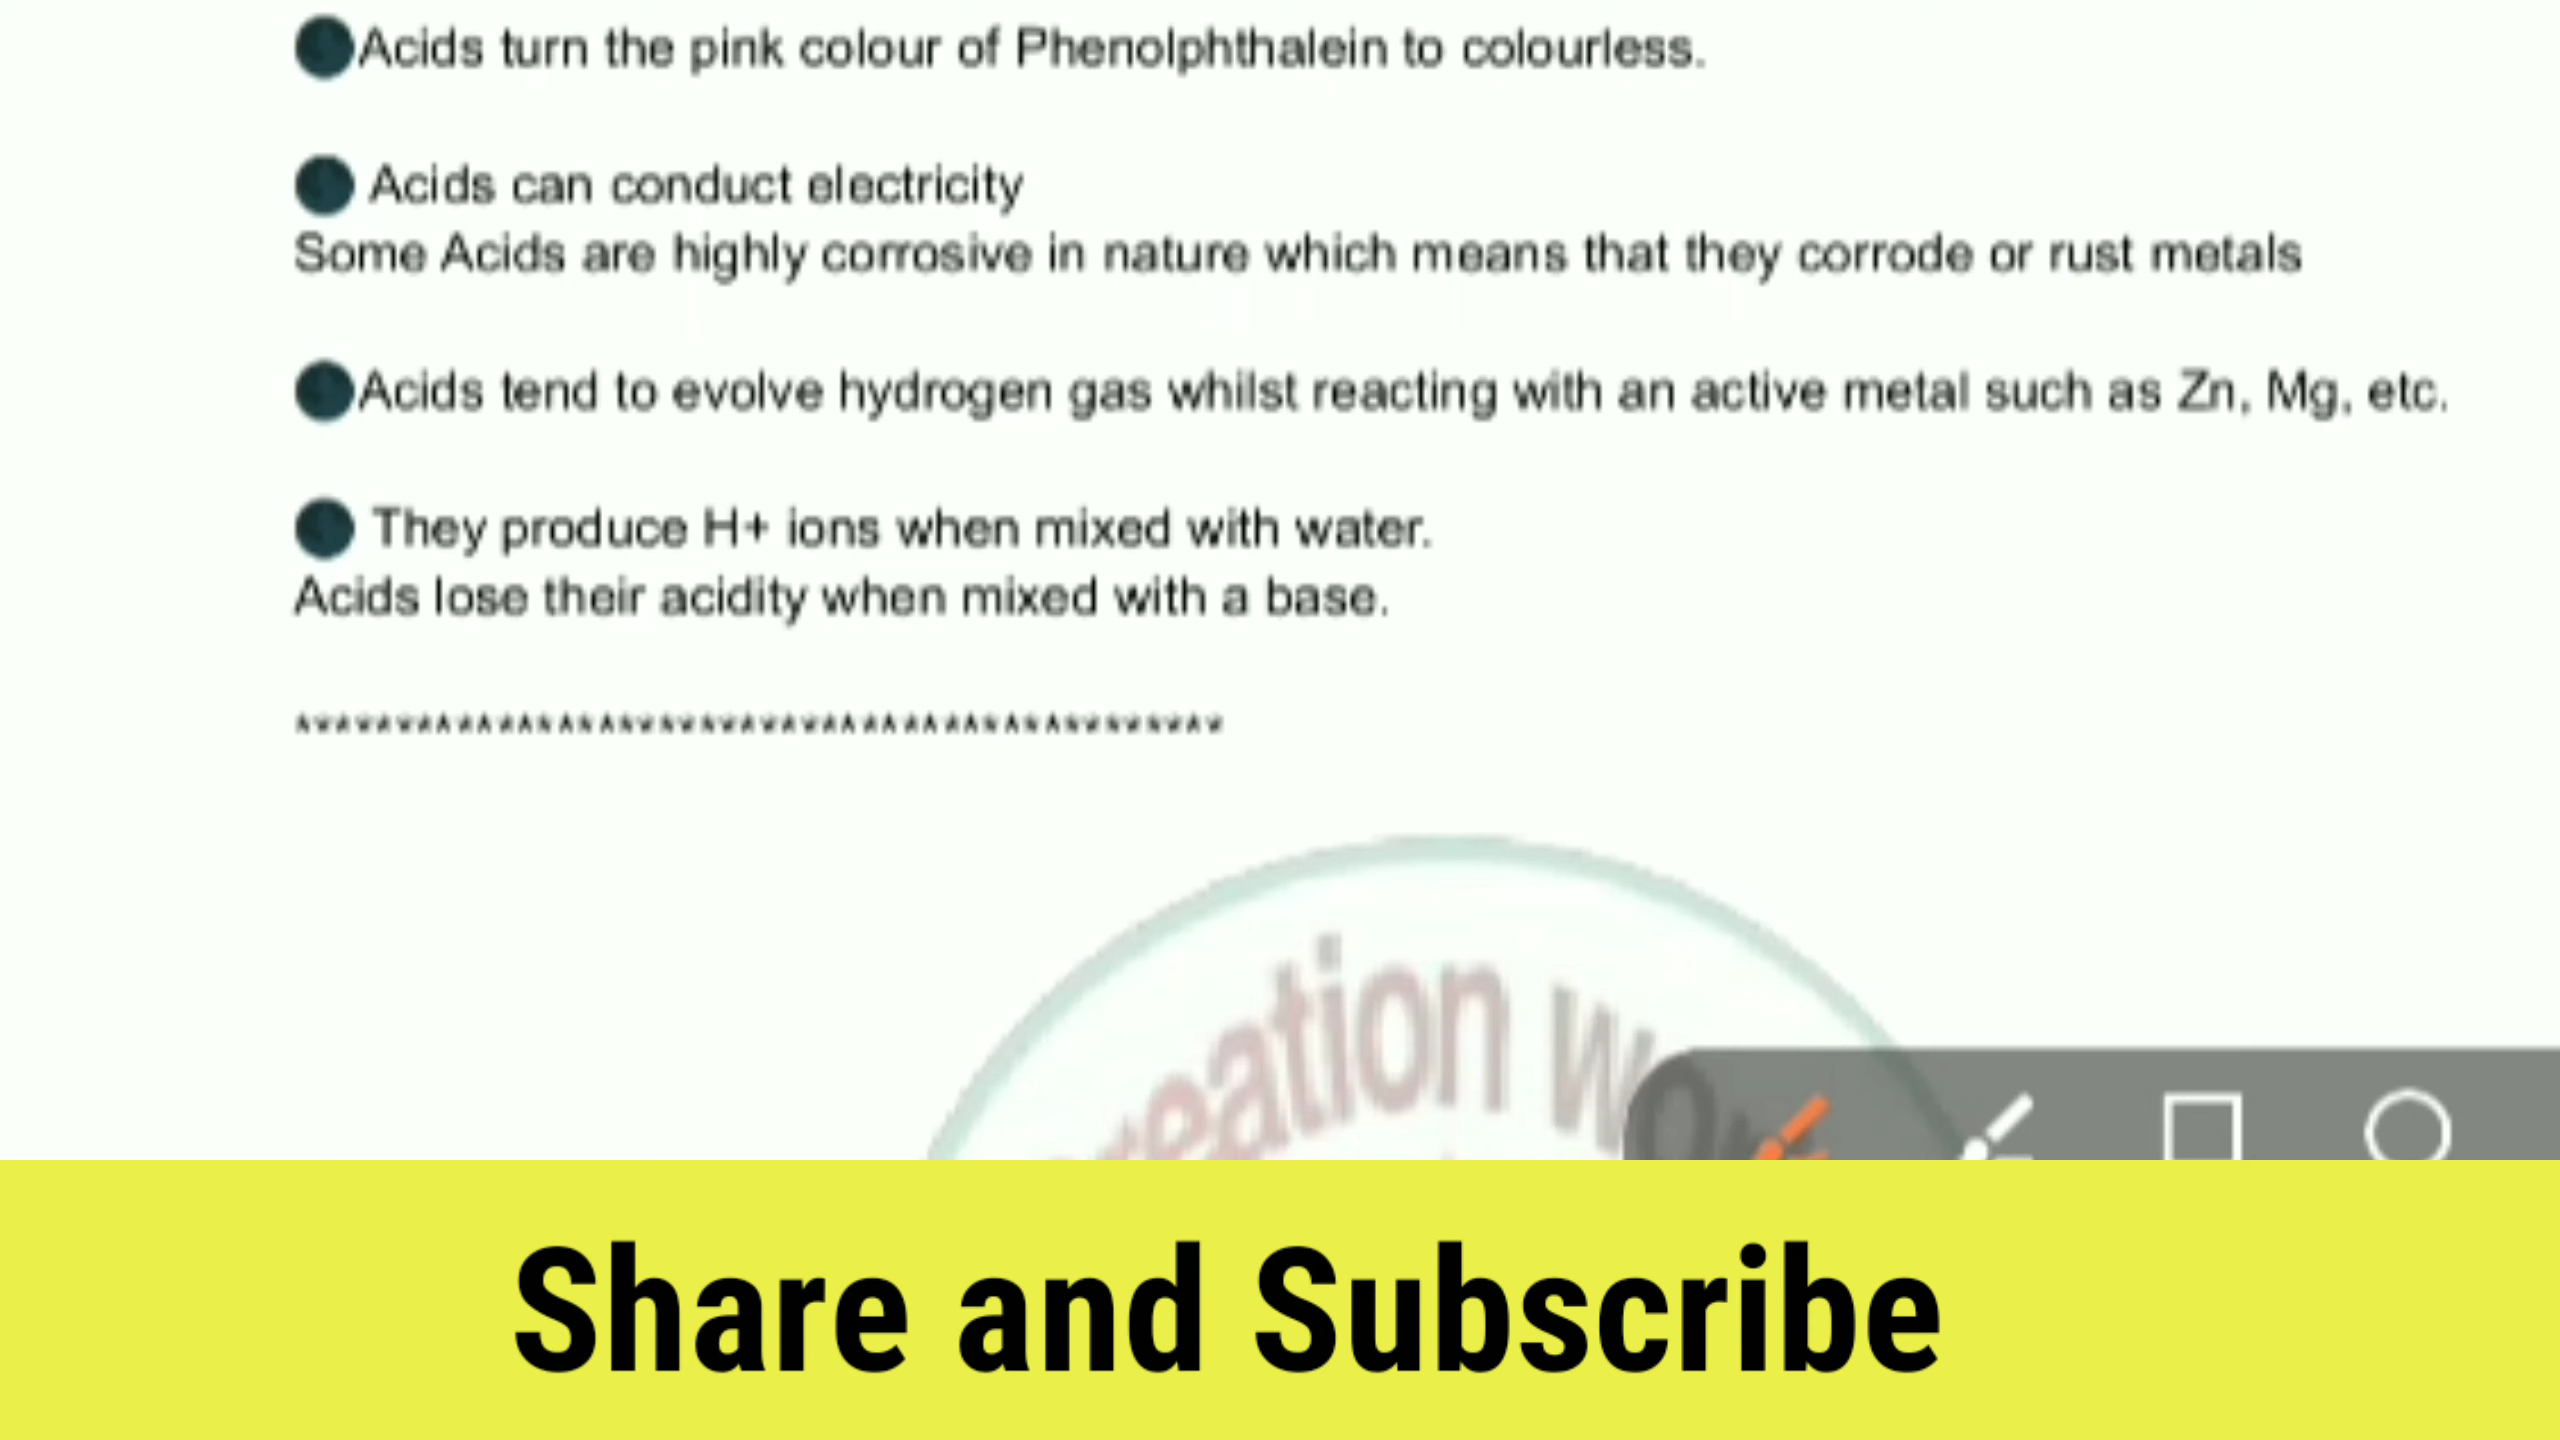 Acids turn the pink colour of Phenolphthalein to colourless.
Acids can conduct electricity
Some Acids are highly corrosive in nature which means that they corrode or rust metals
Acids tend to evolve hydrogen gas whilst reacting with an active metal such as Zn, Mg, etc.
They produce H+ ions when mixed with water.
Acids lose their acidity when mixed with a base.
**********************************************
Share and Subscribe